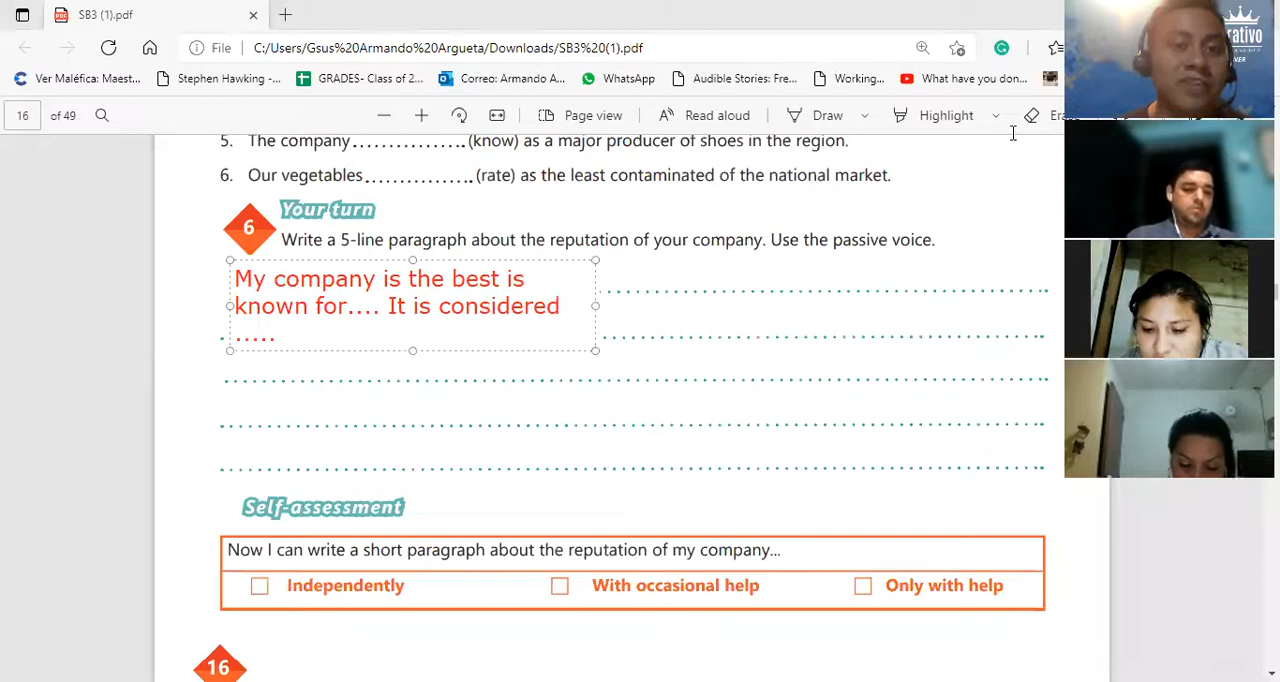 SB3 (1).pdf
File
C:/Userg/Gsus%20Armando%20Argueta/Downloads/SB3%20(1).pdf
Ver Maléfica: Maest...
Stephen Hawking -...
GRADES- Class of 2...
Correo: Armando A...
WhatsApp
Audible Stories: Fre...
Working...
What have you don...
16 of 49
Page view
Read aloud
Draw
Highlight
rativo
NER
5. The company................(know) as a major producer of shoes in the region.
6. Our vegetables................(rate) as the least contaminated of the national market.
Your turn
6
Write a 5-line paragraph about the reputation of your company. Use the passive voice.
My company is the best is
known for.... It is considered
.....
Self-assessment
Now I can write a short paragraph about the reputation of my company...
Independently
With occasional help
Only with help
16